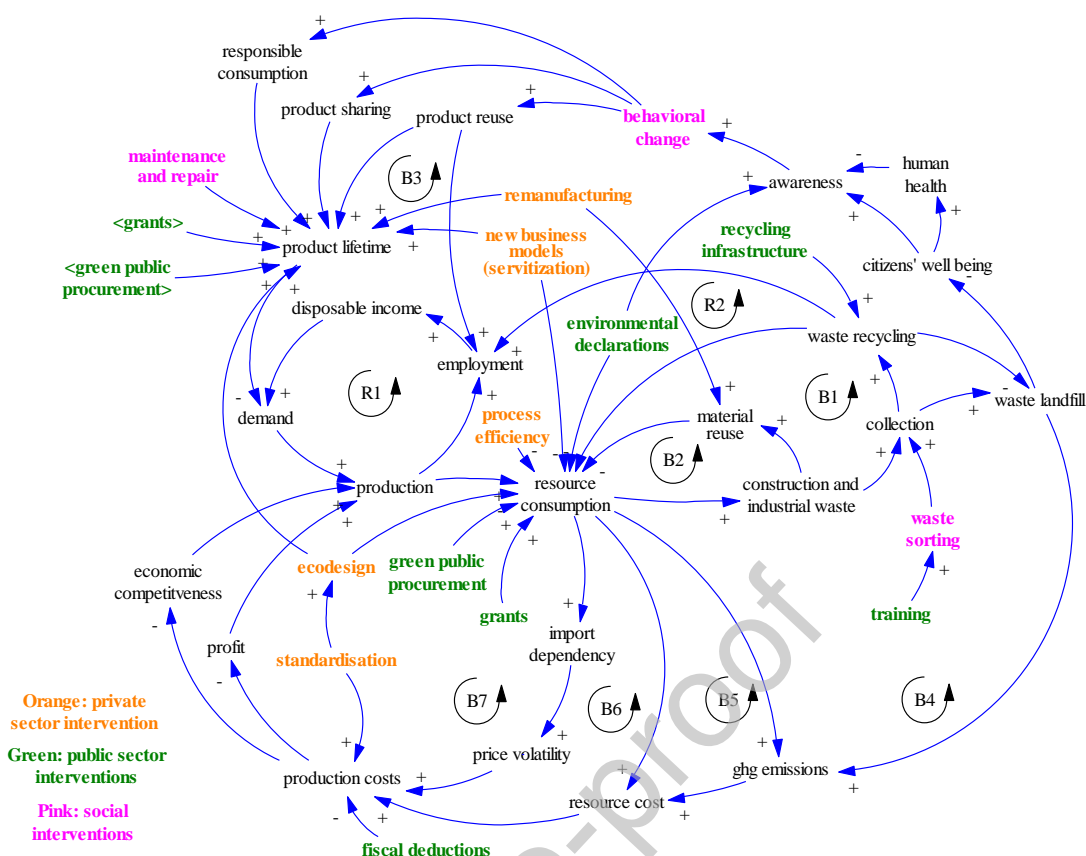 responsible
consumption
product sharing
product reuse
behavioral
change
maintenance
and repair
B3
remanufacturing
awareness
human
health
<grants>
product lifetime
new business
models
(servitization)
recycling
infrastructure
citizens' well being
<green public
procurement>
disposable income
R2
environmental
declarations
waste recycling
employment
R1
B1
waste landfill
demand
process
efficiency
material
reuse
collection
B2
production
resource
consumption
construction and
industrial waste
waste
sorting
economic
competitveness
ecodesign
green public
procurement
grants
training
profit
standardisation
import
dependency
Orange: private
sector intervention
B7
B6
B5
B4
Green: public sector
interventions
production costs
price volatility
ghg emissions
resource cost
Pink: social
interventions
fiscal deductions
e-proof